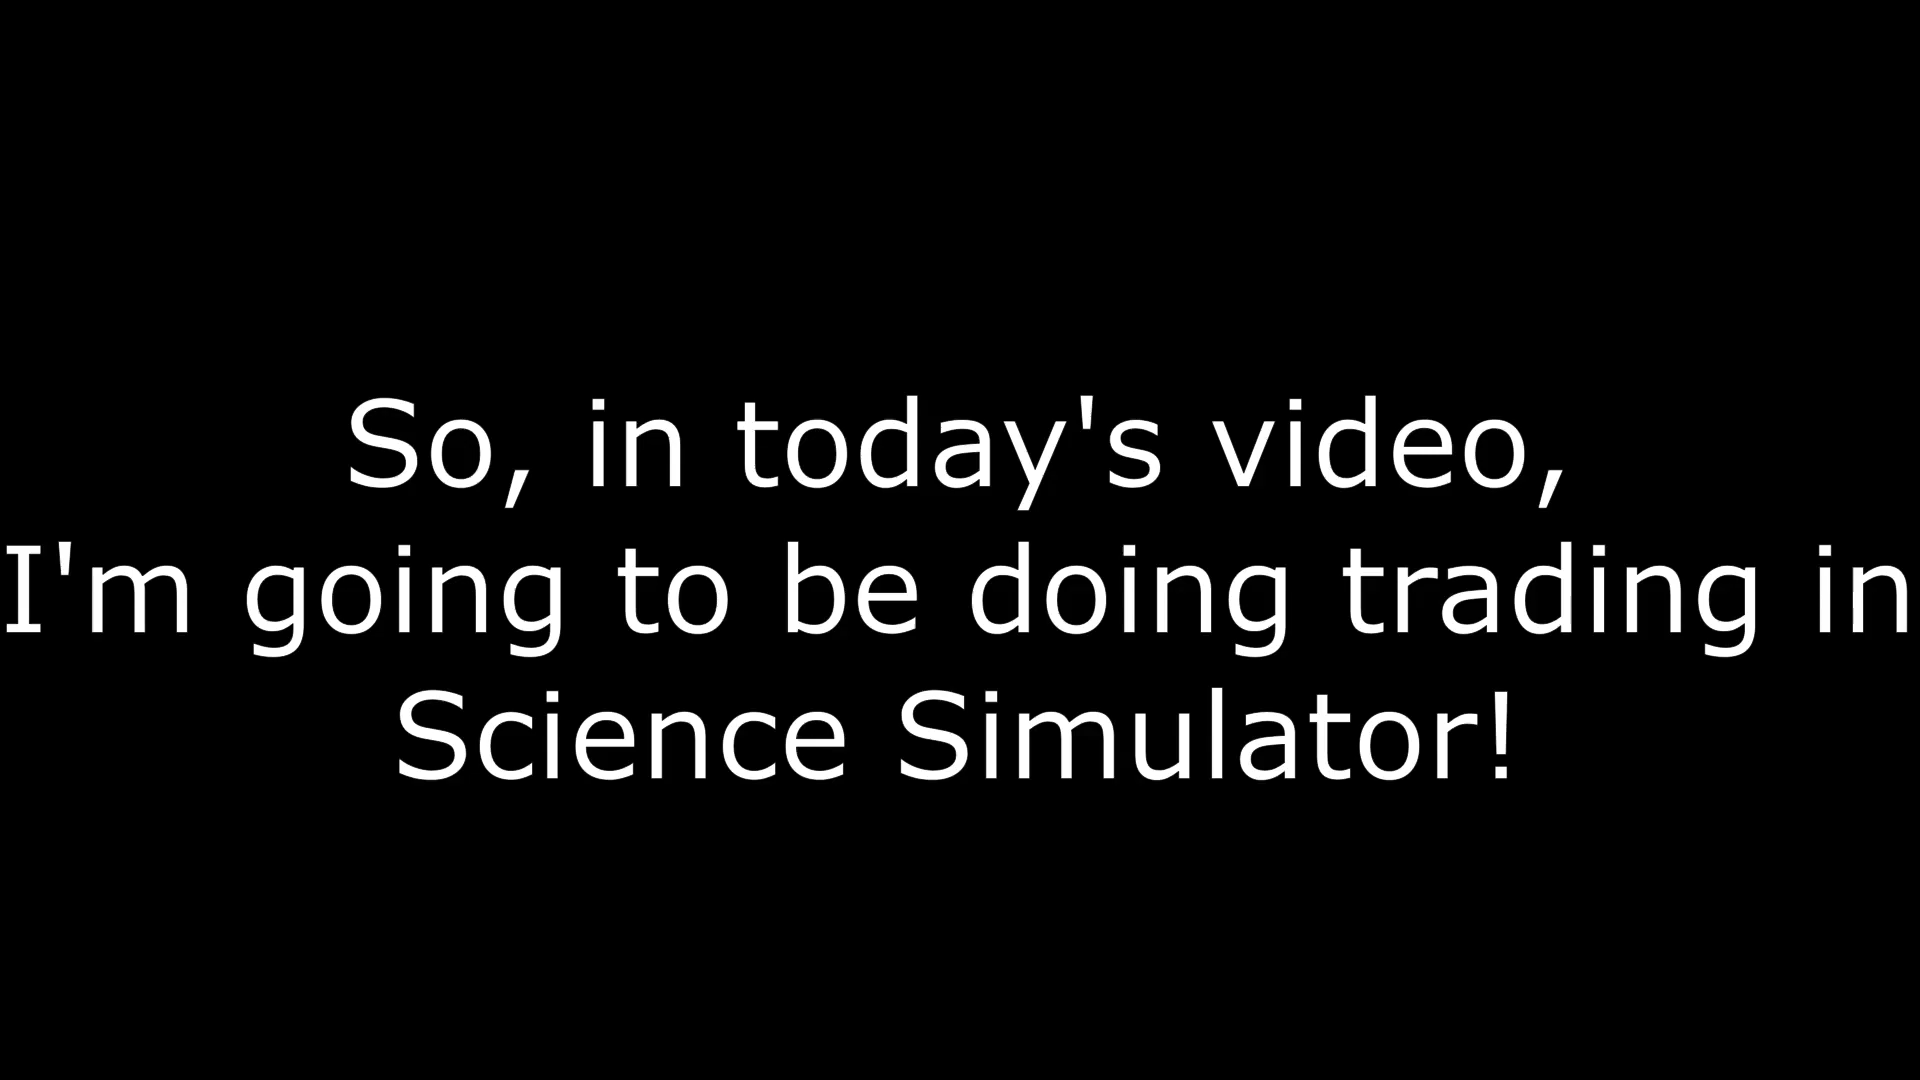 So, in today's video,
I'm going to be doing trading in
Science Simulator!